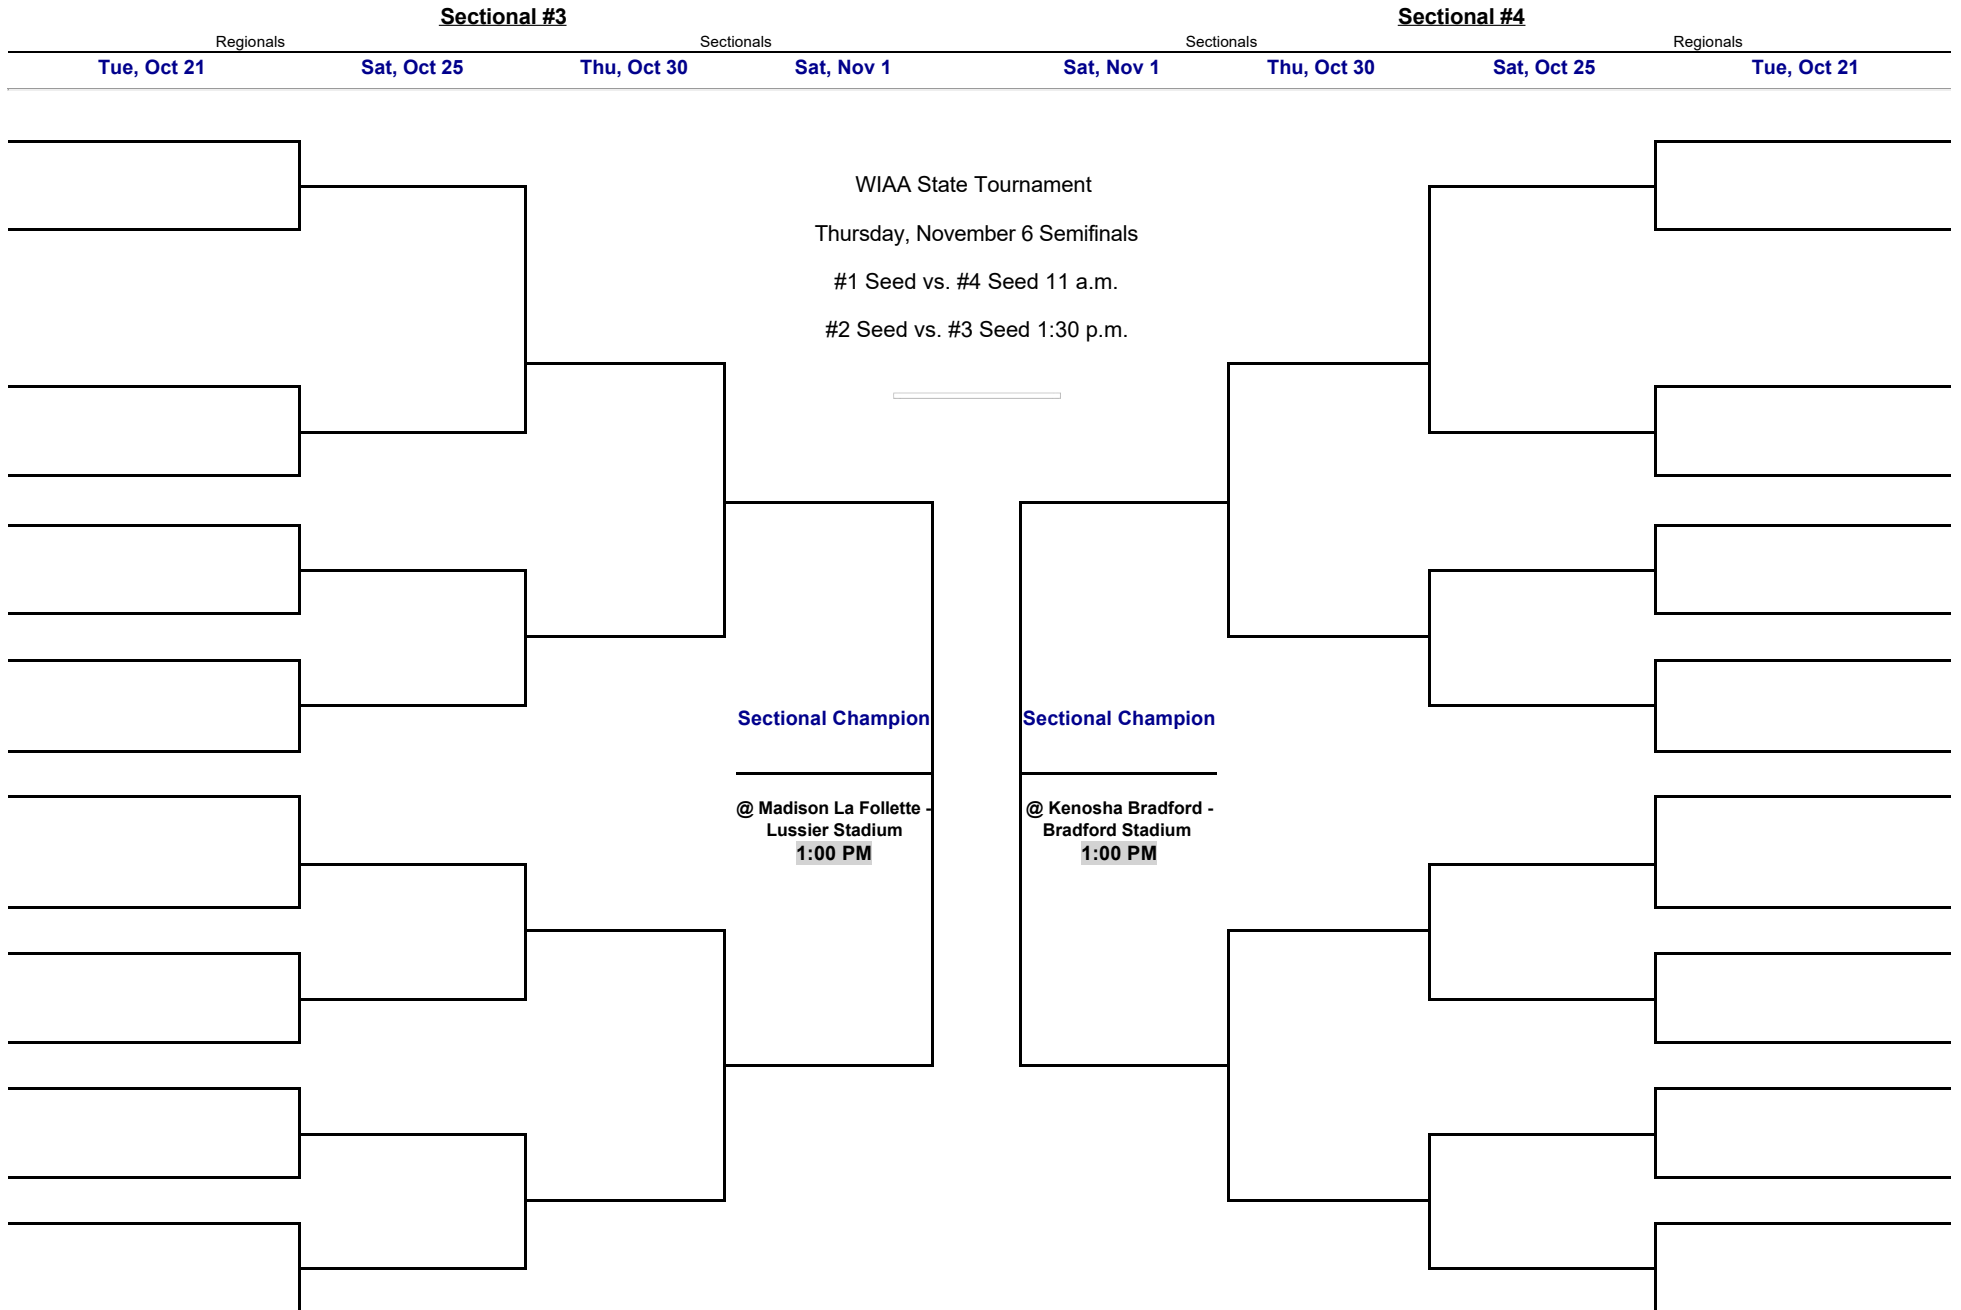 Sectional #3
Sectional #4
Regionals
Sectionals
Sectionals
Regionals
Tue, Oct 21
Sat, Oct 25
Thu, Oct 30
Sat, Nov 1
Sat, Nov 1
Thu, Oct 30
Sat, Oct 25
Tue, Oct 21
WIAA State Tournament
Thursday, November 6 Semifinals
#1 Seed vs. #4 Seed 11 a.m.
#2 Seed vs. #3 Seed 1:30 p.m.
Sectional Champion
@ Madison La Follette -
Lussier Stadium
1:00 PM
Sectional Champion
@ Kenosha Bradford -
Bradford Stadium
1:00 PM